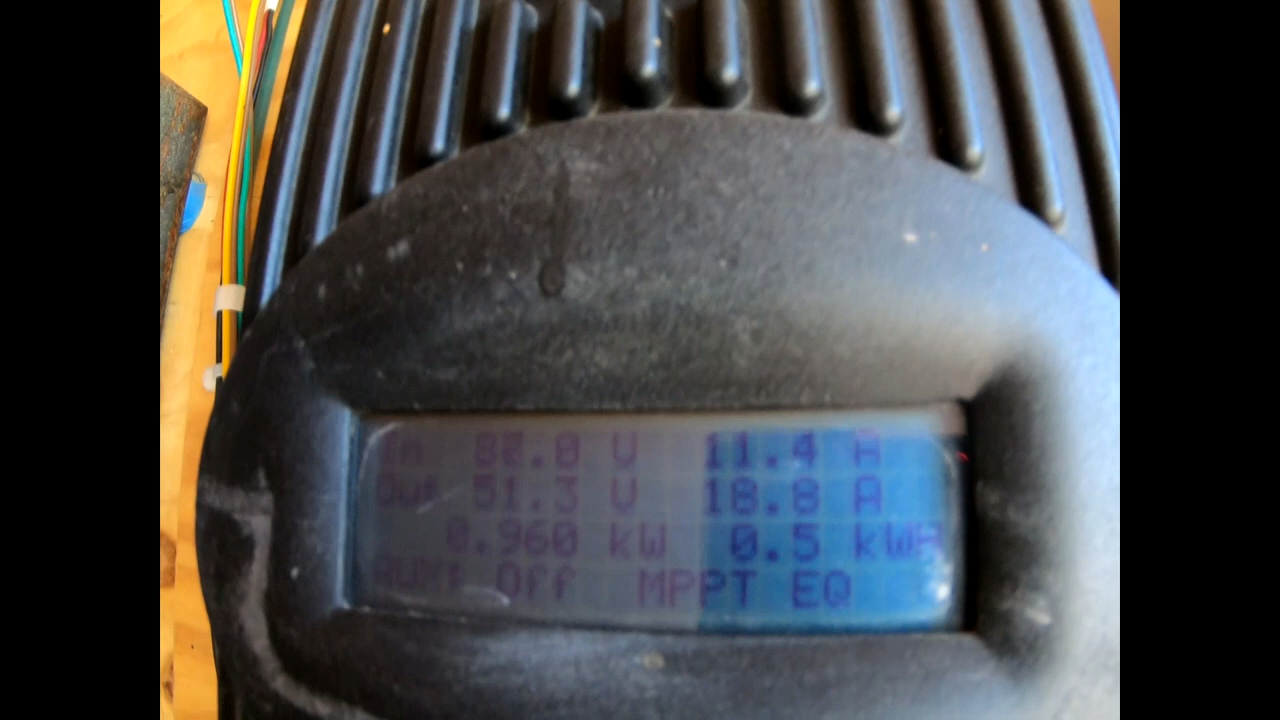 In 80.0 V 11.4 A
Out 51.3 V 18.8 A
0.960 kW 0.5 kWH
AUX: Off MPPT EQ